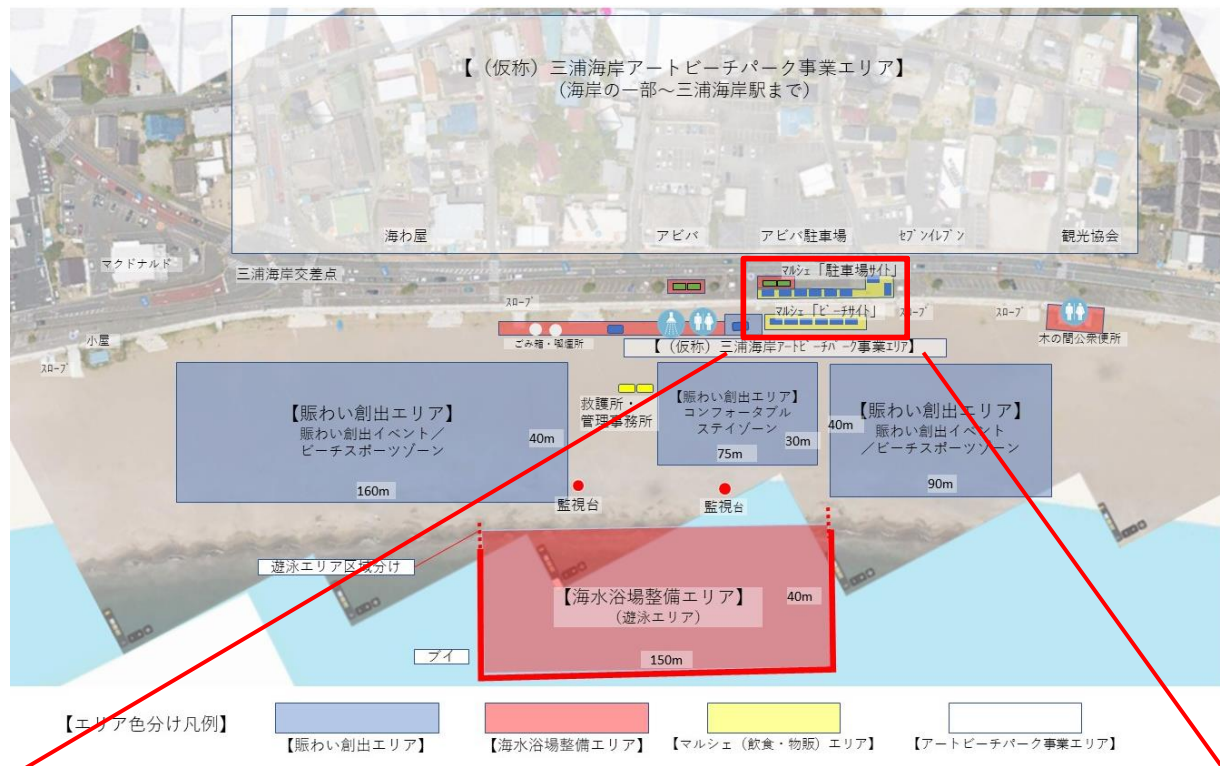 【（仮称）三浦海岸アートビーチパーク事業エリア】
（海岸の一部～三浦海岸駅まで）
海わ屋
アビバ
アビバ駐車場
ｾﾌﾞﾝｲﾚﾌﾞﾝ
観光協会
マクドナルド
三浦海岸交差点
マルシェ「駐車場ｻｲﾄ」
ｽﾛｰﾌﾟ
マルシェ「ﾋﾞｰﾁｻｲﾄ」
ｽﾛｰﾌﾟ
ｽﾛｰﾌﾟ
小屋
ｽﾛｰﾌﾟ
ごみ箱・喫煙所
木の間公衆便所
【（仮称）三浦海岸ｱｰﾄﾋﾞｰﾁﾊﾟｰｸ事業ｴﾘｱ】
【賑わい創出エリア】
賑わい創出イベント／
ビーチスポーツゾーン
40m
160m
救護所・
管理事務所
【賑わい創出エリア】
コンフォータブル
ステイゾーン
30m
75m
【賑わい創出エリア】
賑わい創出イベント
／ビーチスポーツゾーン
40m
90m
監視台
監視台
遊泳エリア区域分け
【海水浴場整備エリア】
（遊泳エリア）
40m
150m
ブイ
【エリア色分け凡例】
【賑わい創出エリア】
【海水浴場整備エリア】
【マルシェ（飲食・物販）エリア】
【アートビーチパーク事業エリア】